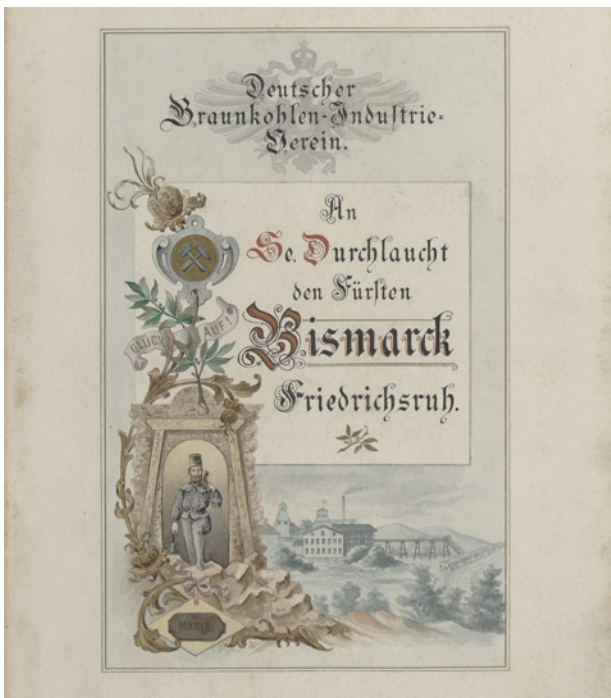 Deutscher
Braunkohlen-Industrie-
Verein.
An
Se. Durchlaucht
den Fürsten
Bismarck
Friedrichsruh.
GLÜCK AUF!
MARIE